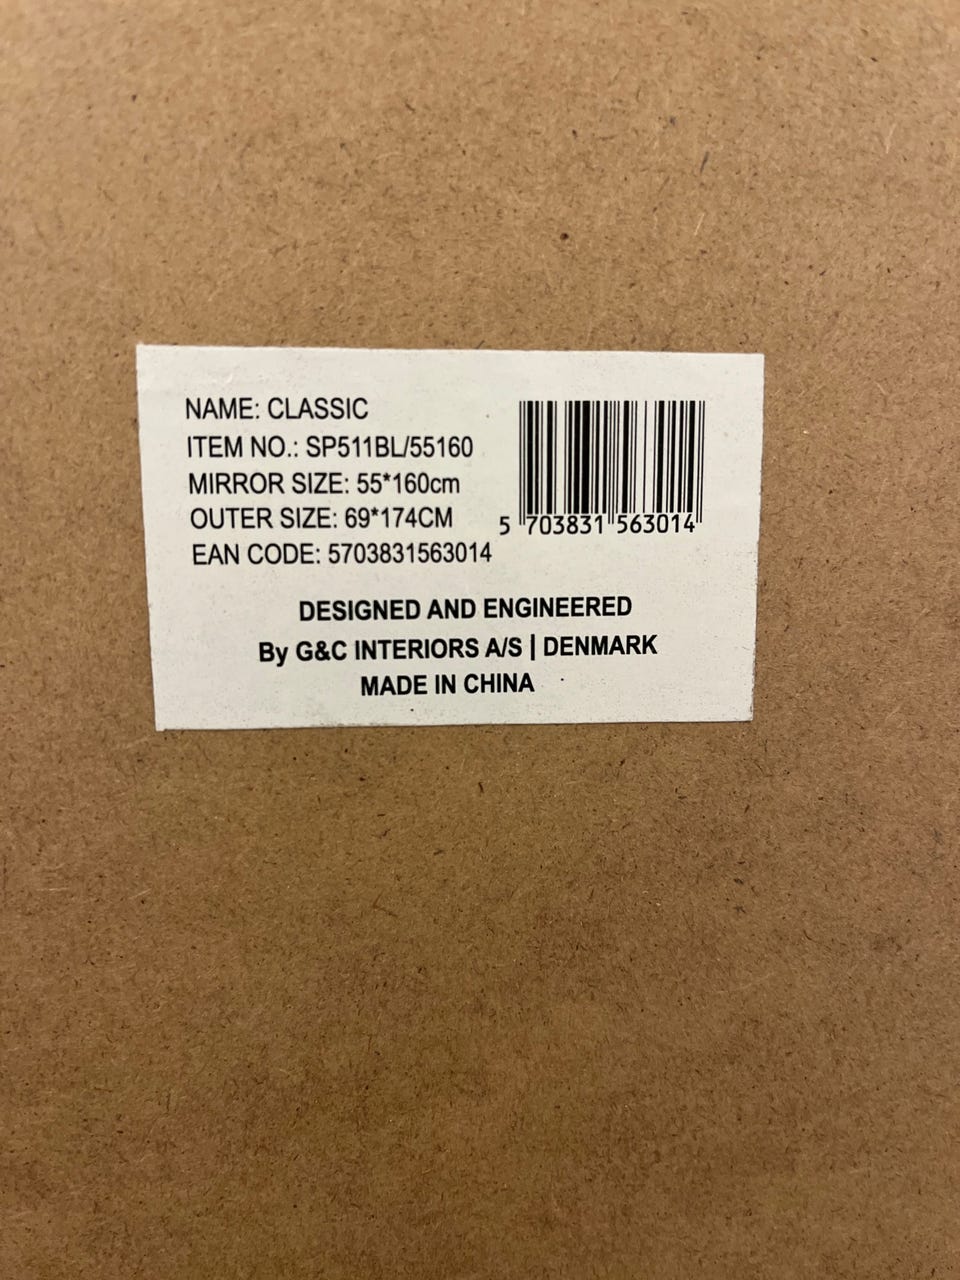 NAME: CLASSIC
ITEM NO.: SP511BL/55160
MIRROR SIZE: 55*160cm
OUTER SIZE: 69*174CM
EAN CODE: 5703831563014
5 703831 563014
DESIGNED AND ENGINEERED
By G&C INTERIORS A/S | DENMARK
MADE IN CHINA